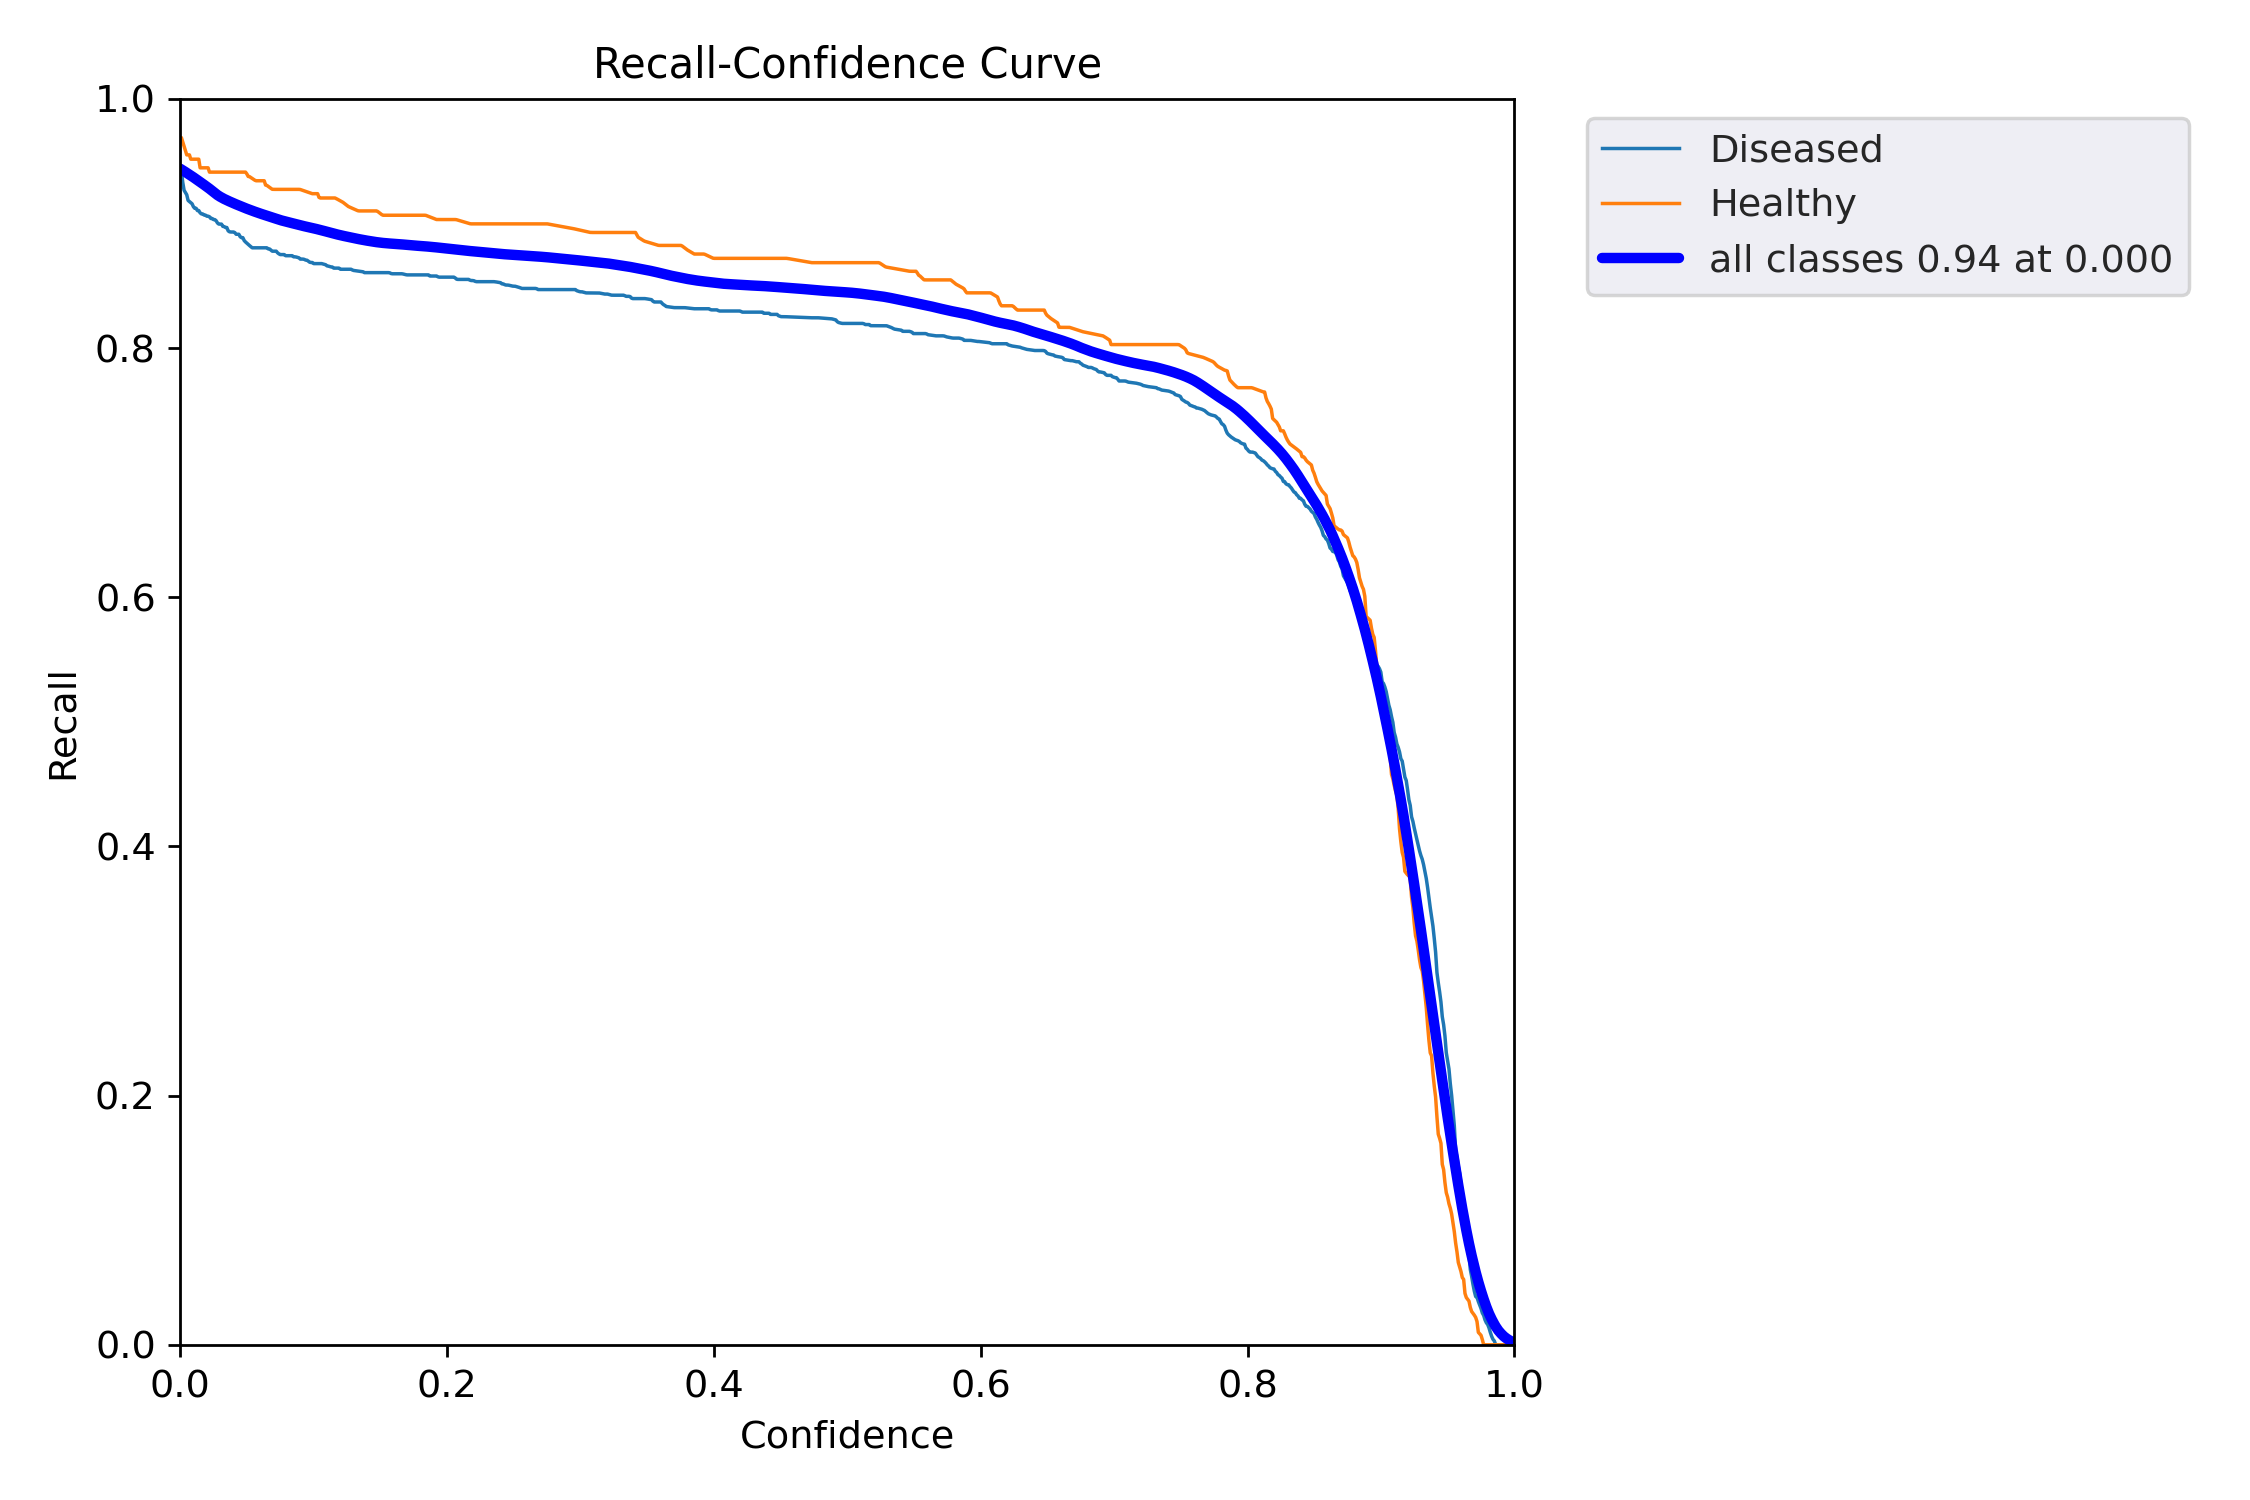 Recall-Confidence Curve
1.0
0.8
0.6
0.4
0.2
0.0
Recall
0.0 0.2 0.4 0.6 0.8 1.0
Confidence
Diseased
Healthy
all classes 0.94 at 0.000